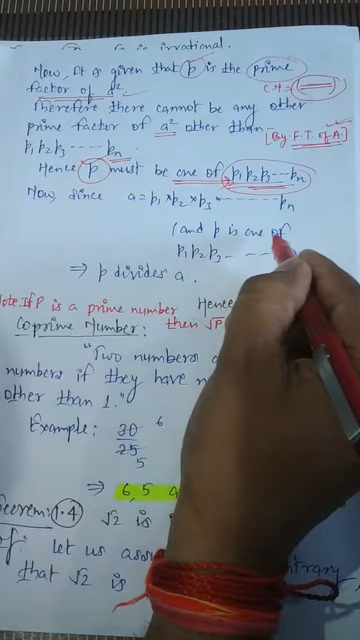 is irrational.
Now, it is given that p is the prime
factor of a².
Therefore there cannot be any other
prime factor of a² other than
[By. F.T. of A.]
p₁ p₂ p₃ ----- pₙ
Hence p must be one of p₁ p₂ p₃ --- pₙ
Now, since a = p₁ × p₂ × p₃ × ------- pₙ
(and p is one of
p₁ p₂ p₃ - - -
⇒ p divides a.
Note: If P is a prime number
then √P
Hence
Coprime Number:
"Two numbers
numbers if they have
other than 1."
Example: 30 6
25
5
⇒ 6, 5
Theorem: 1.4 √2 is
Let us assu
that √2 is